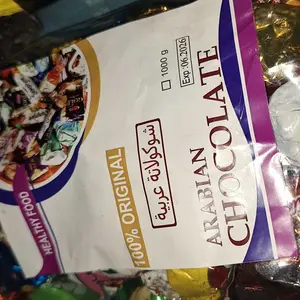 HEALTHY FOOD
100% ORIGINAL
شوكولاتة عربية
ARABIAN
CHOCOLATE
1000 g
Exp:06.2026